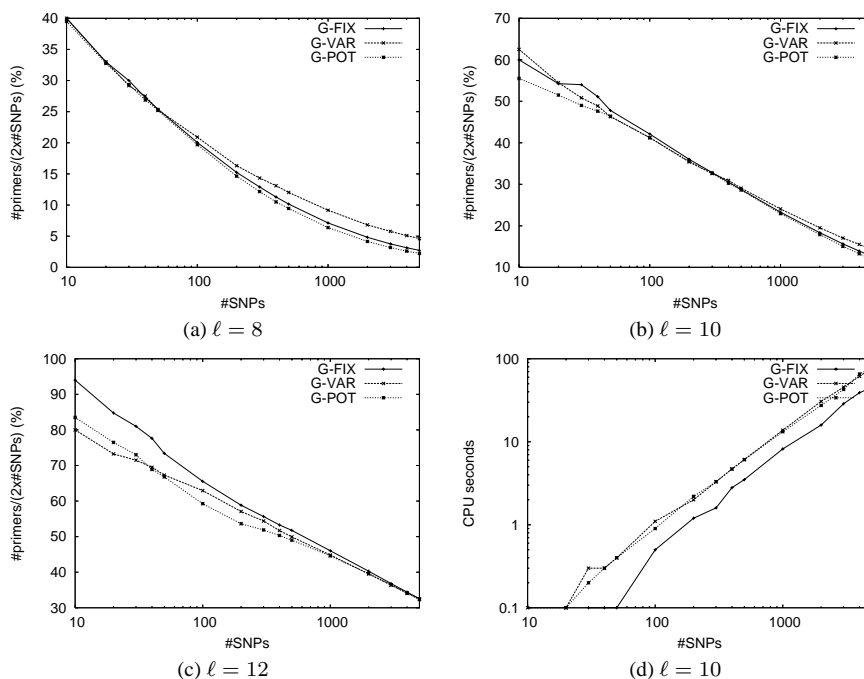 40
35
30
25
20
15
10
5
0
#primers/(2x#SNPs) (%)
10
100
1000
#SNPs
G-FIX
G-VAR
G-POT
(a) ℓ = 8
70
60
50
40
30
20
10
#primers/(2x#SNPs) (%)
10
100
1000
#SNPs
G-FIX
G-VAR
G-POT
(b) ℓ = 10
100
90
80
70
60
50
40
30
#primers/(2x#SNPs) (%)
10
100
1000
#SNPs
G-FIX
G-VAR
G-POT
(c) ℓ = 12
100
10
1
0.1
CPU seconds
10
100
1000
#SNPs
G-FIX
G-VAR
G-POT
(d) ℓ = 10